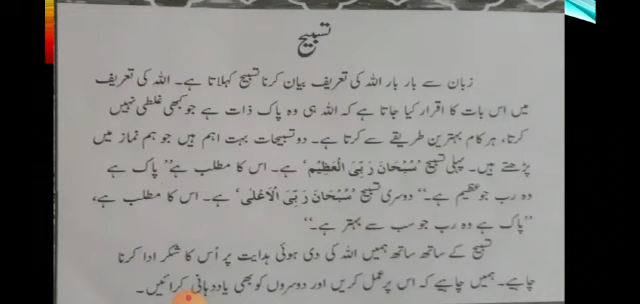 تسبیح
زبان سے بار بار اللہ کی تعریف بیان کرنا تسبیح کہلاتا ہے۔ اللہ کی تعریف
میں اس بات کا اقرار کیا جاتا ہے کہ اللہ ہی وہ پاک ذات ہے جو کبھی غلطی نہیں
کرتا، ہر کام بہترین طریقے سے کرتا ہے۔ دو تسبیحات بہت اہم ہیں جو ہم نماز میں
پڑھتے ہیں۔ پہلی تسبیح ’سُبْحَانَ رَبِّیَ الْعَظِیْم‘ ہے۔ اس کا مطلب ہے ”پاک ہے
وہ رب جو عظیم ہے۔“ دوسری تسبیح ’سُبْحَانَ رَبِّیَ الْاَعْلٰی‘ ہے۔ اس کا مطلب ہے،
”پاک ہے وہ رب جو سب سے بہتر ہے۔“
تسبیح کے ساتھ ساتھ ہمیں اللہ کی دی ہوئی ہدایت پر اُس کا شکر ادا کرنا
چاہیے۔ ہمیں چاہیے کہ اس پر عمل کریں اور دوسروں کو بھی یاد دہانی کرائیں۔